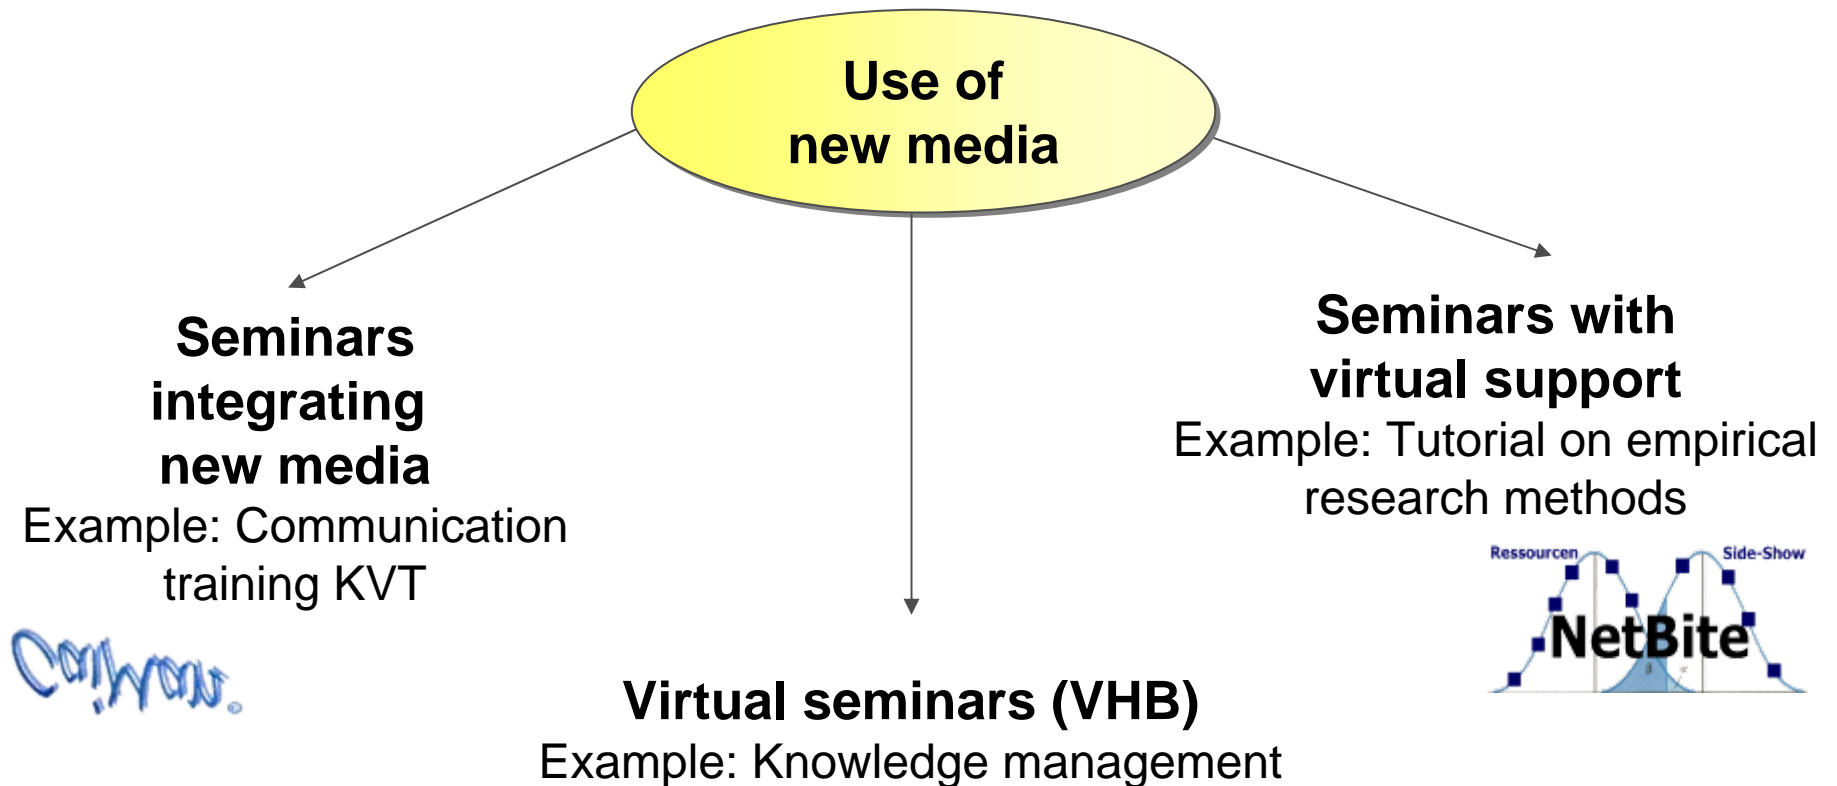 Use of
new media
Seminars
integrating
new media
Example: Communication
training KVT
Seminars with
virtual support
Example: Tutorial on empirical
research methods
Ressourcen
Side-Show
NetBite
β
α
Virtual seminars (VHB)
Example: Knowledge management